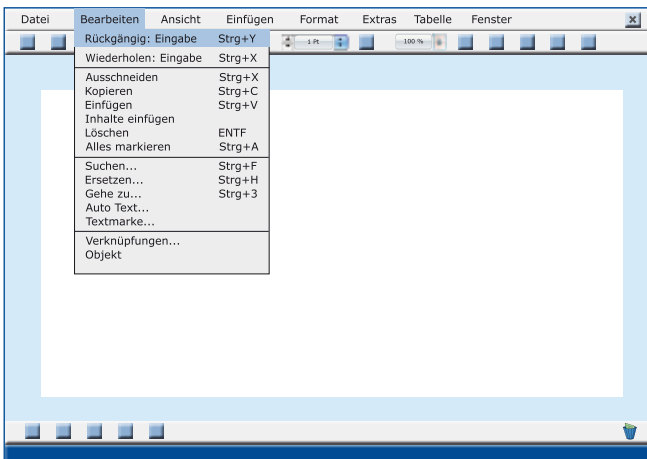 Datei Bearbeiten Ansicht Einfügen Format Extras Tabelle Fenster
1 Pt 100 %
Rückgängig: Eingabe Strg+Y
Wiederholen: Eingabe Strg+X
Ausschneiden Strg+X
Kopieren Strg+C
Einfügen Strg+V
Inhalte einfügen
Löschen ENTF
Alles markieren Strg+A
Suchen... Strg+F
Ersetzen... Strg+H
Gehe zu... Strg+3
Auto Text...
Textmarke...
Verknüpfungen...
Objekt